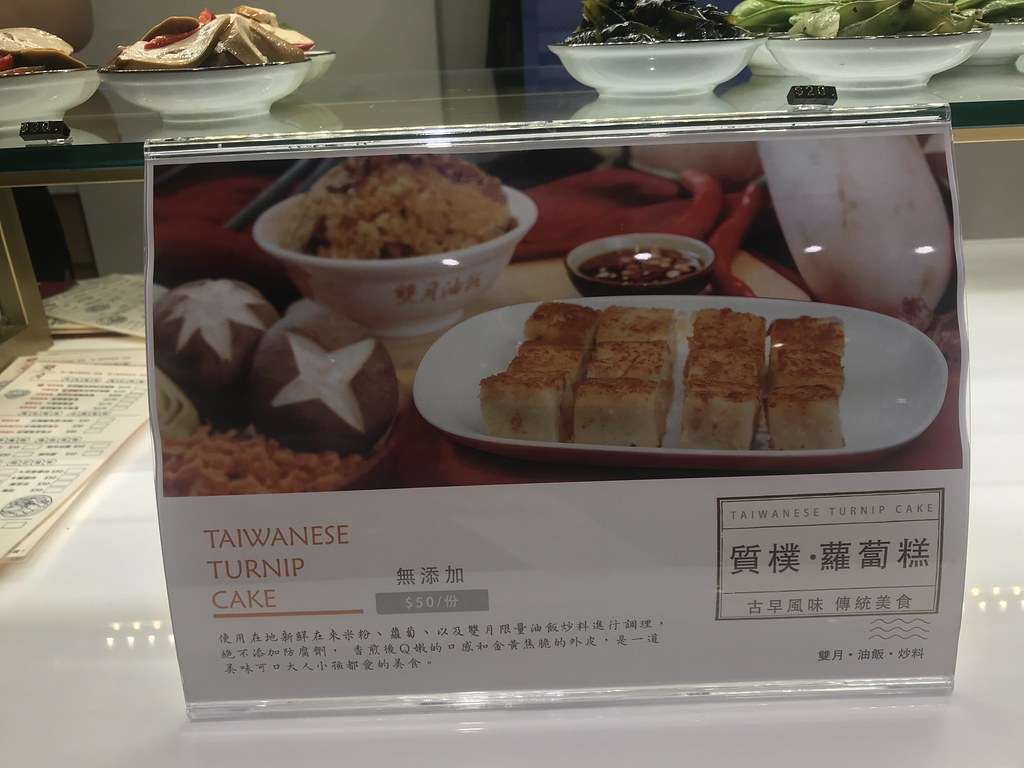 $20
雙月油飯
TAIWANESE
TURNIP
CAKE
無添加
$50/份
使用在地新鮮在來米粉、蘿蔔、以及雙月限量油飯炒料進行調理，
絕不添加防腐劑， 香煎後Q嫩的口感和金黃焦脆的外皮，是一道
美味可口大人小孩都愛的美食。
TAIWANESE TURNIP CAKE
質樸·蘿蔔糕
古早風味 傳統美食
雙月·油飯·炒料